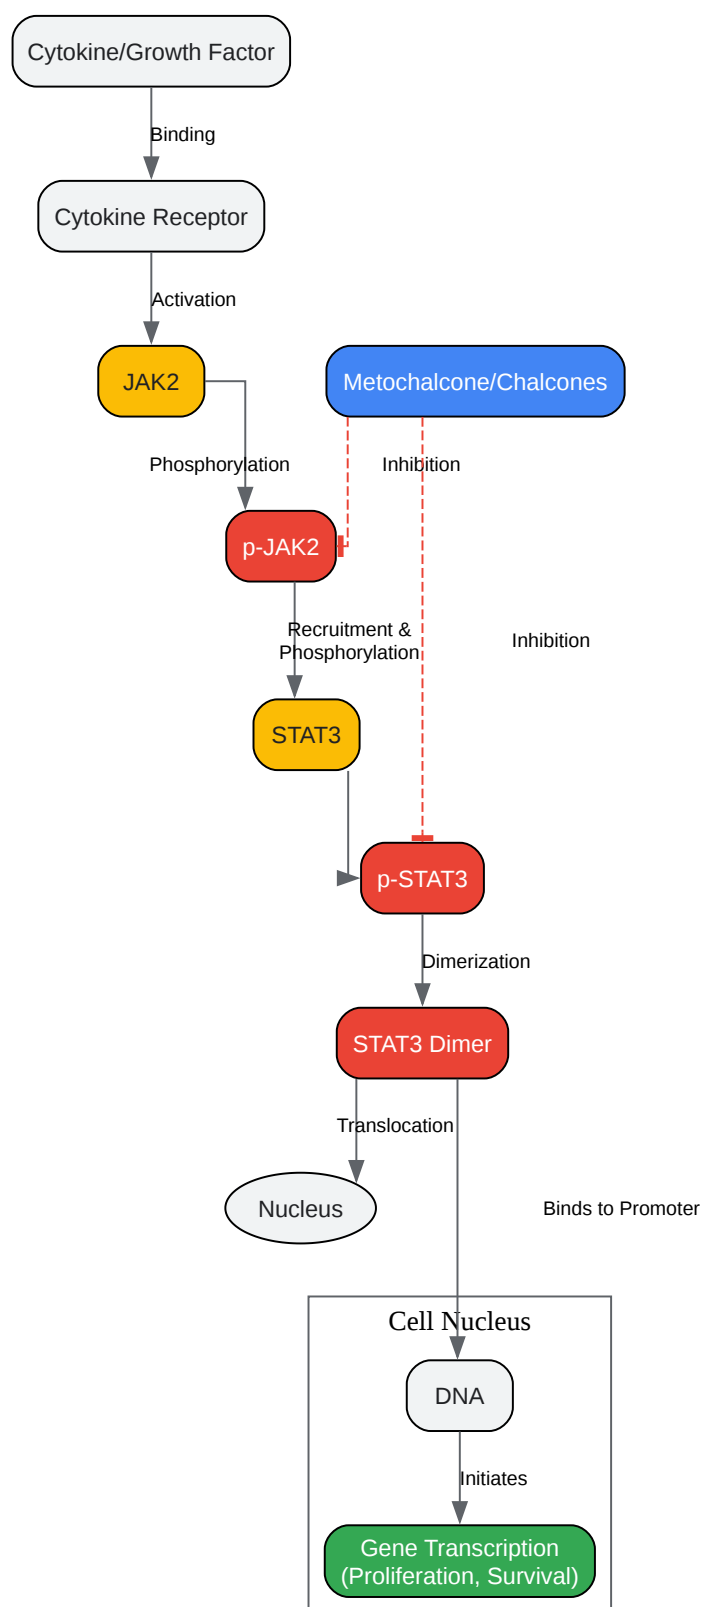 Cytokine/Growth Factor
Binding
Cytokine Receptor
Activation
JAK2
Metochalcone/Chalcones
Phosphorylation
Inhibition
p-JAK2
Recruitment &
Phosphorylation
Inhibition
STAT3
p-STAT3
Dimerization
STAT3 Dimer
Translocation
Nucleus
Binds to Promoter
Cell Nucleus
DNA
Initiates
Gene Transcription
(Proliferation, Survival)